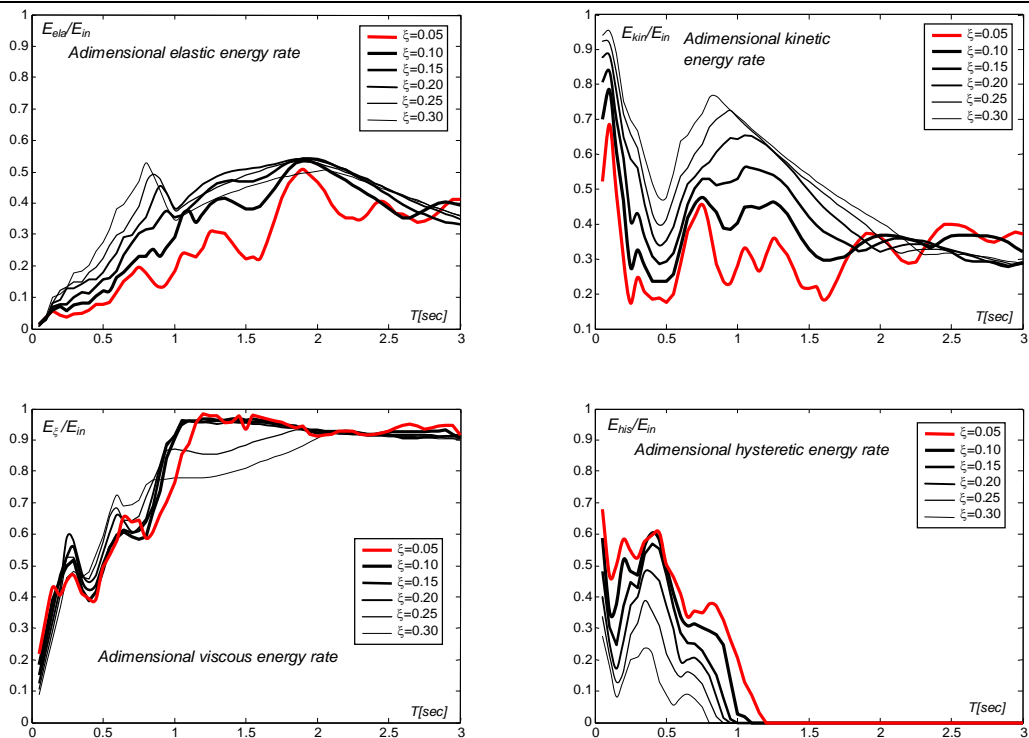 E_ela/E_in
Adimensional elastic energy rate
ξ=0.05
ξ=0.10
ξ=0.15
ξ=0.20
ξ=0.25
ξ=0.30
1
0.9
0.8
0.7
0.6
0.5
0.4
0.3
0.2
0.1
0
T[sec]
0 0.5 1 1.5 2 2.5 3
E_kin/E_in
Adimensional kinetic
energy rate
ξ=0.05
ξ=0.10
ξ=0.15
ξ=0.20
ξ=0.25
ξ=0.30
1
0.9
0.8
0.7
0.6
0.5
0.4
0.3
0.2
0.1
T[sec]
0 0.5 1 1.5 2 2.5 3
E_ξ/E_in
Adimensional viscous energy rate
ξ=0.05
ξ=0.10
ξ=0.15
ξ=0.20
ξ=0.25
ξ=0.30
1
0.9
0.8
0.7
0.6
0.5
0.4
0.3
0.2
0.1
0
T[sec]
0 0.5 1 1.5 2 2.5 3
E_his/E_in
Adimensional hysteretic energy rate
ξ=0.05
ξ=0.10
ξ=0.15
ξ=0.20
ξ=0.25
ξ=0.30
1
0.9
0.8
0.7
0.6
0.5
0.4
0.3
0.2
0.1
0
T[sec]
0 0.5 1 1.5 2 2.5 3